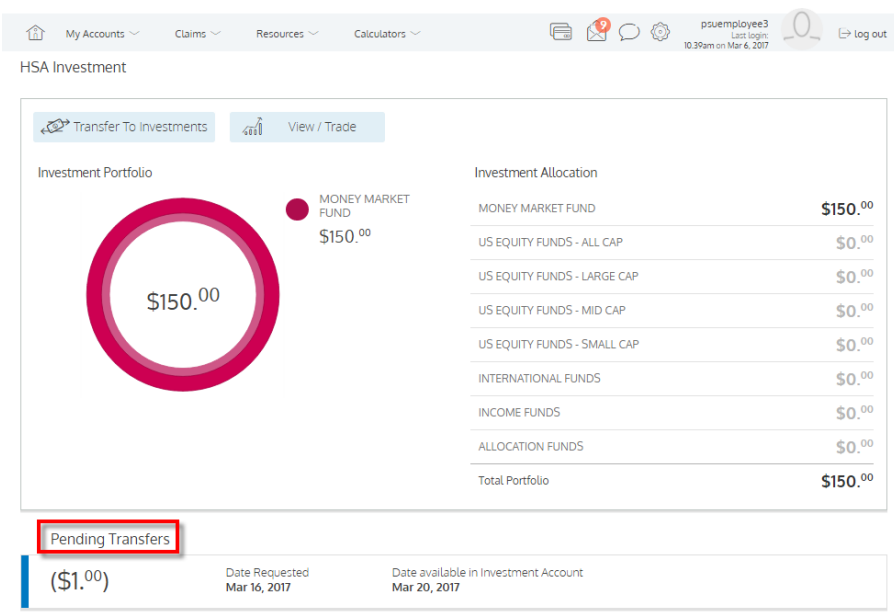 My Accounts
Claims
Resources
Calculators
9
psuemployee3
Last login:
10.39am on Mar 6, 2017
log out
HSA Investment
Transfer To Investments
View / Trade
Investment Portfolio
MONEY MARKET
FUND
$150.00
$150.00
Investment Allocation
MONEY MARKET FUND $150.00
US EQUITY FUNDS - ALL CAP $0.00
US EQUITY FUNDS - LARGE CAP $0.00
US EQUITY FUNDS - MID CAP $0.00
US EQUITY FUNDS - SMALL CAP $0.00
INTERNATIONAL FUNDS $0.00
INCOME FUNDS $0.00
ALLOCATION FUNDS $0.00
Total Portfolio $150.00
Pending Transfers
($1.00)
Date Requested
Mar 16, 2017
Date available in Investment Account
Mar 20, 2017